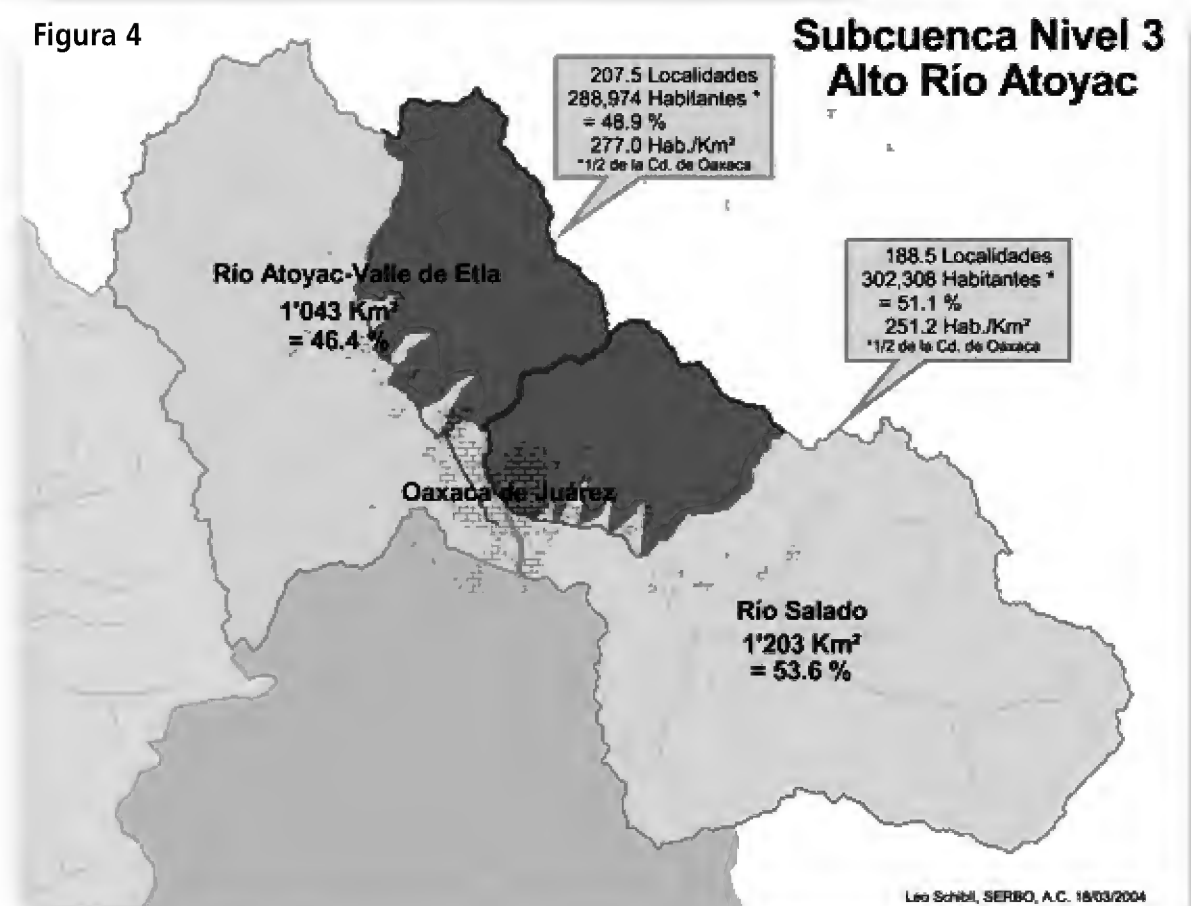 Figura 4
Subcuenca Nivel 3
Alto Río Atoyac
207.5 Localidades
288,974 Habitantes *
= 48.9 %
277.0 Hab./Km²
*1/2 de la Cd. de Oaxaca
188.5 Localidades
302,308 Habitantes *
= 51.1 %
251.2 Hab./Km²
*1/2 de la Cd. de Oaxaca
Río Atoyac-Valle de Etla
1'043 Km²
= 46.4 %
Oaxaca de Juárez
Río Salado
1'203 Km²
= 53.6 %
Leo Schibli, SERBO, A.C. 18/03/2004